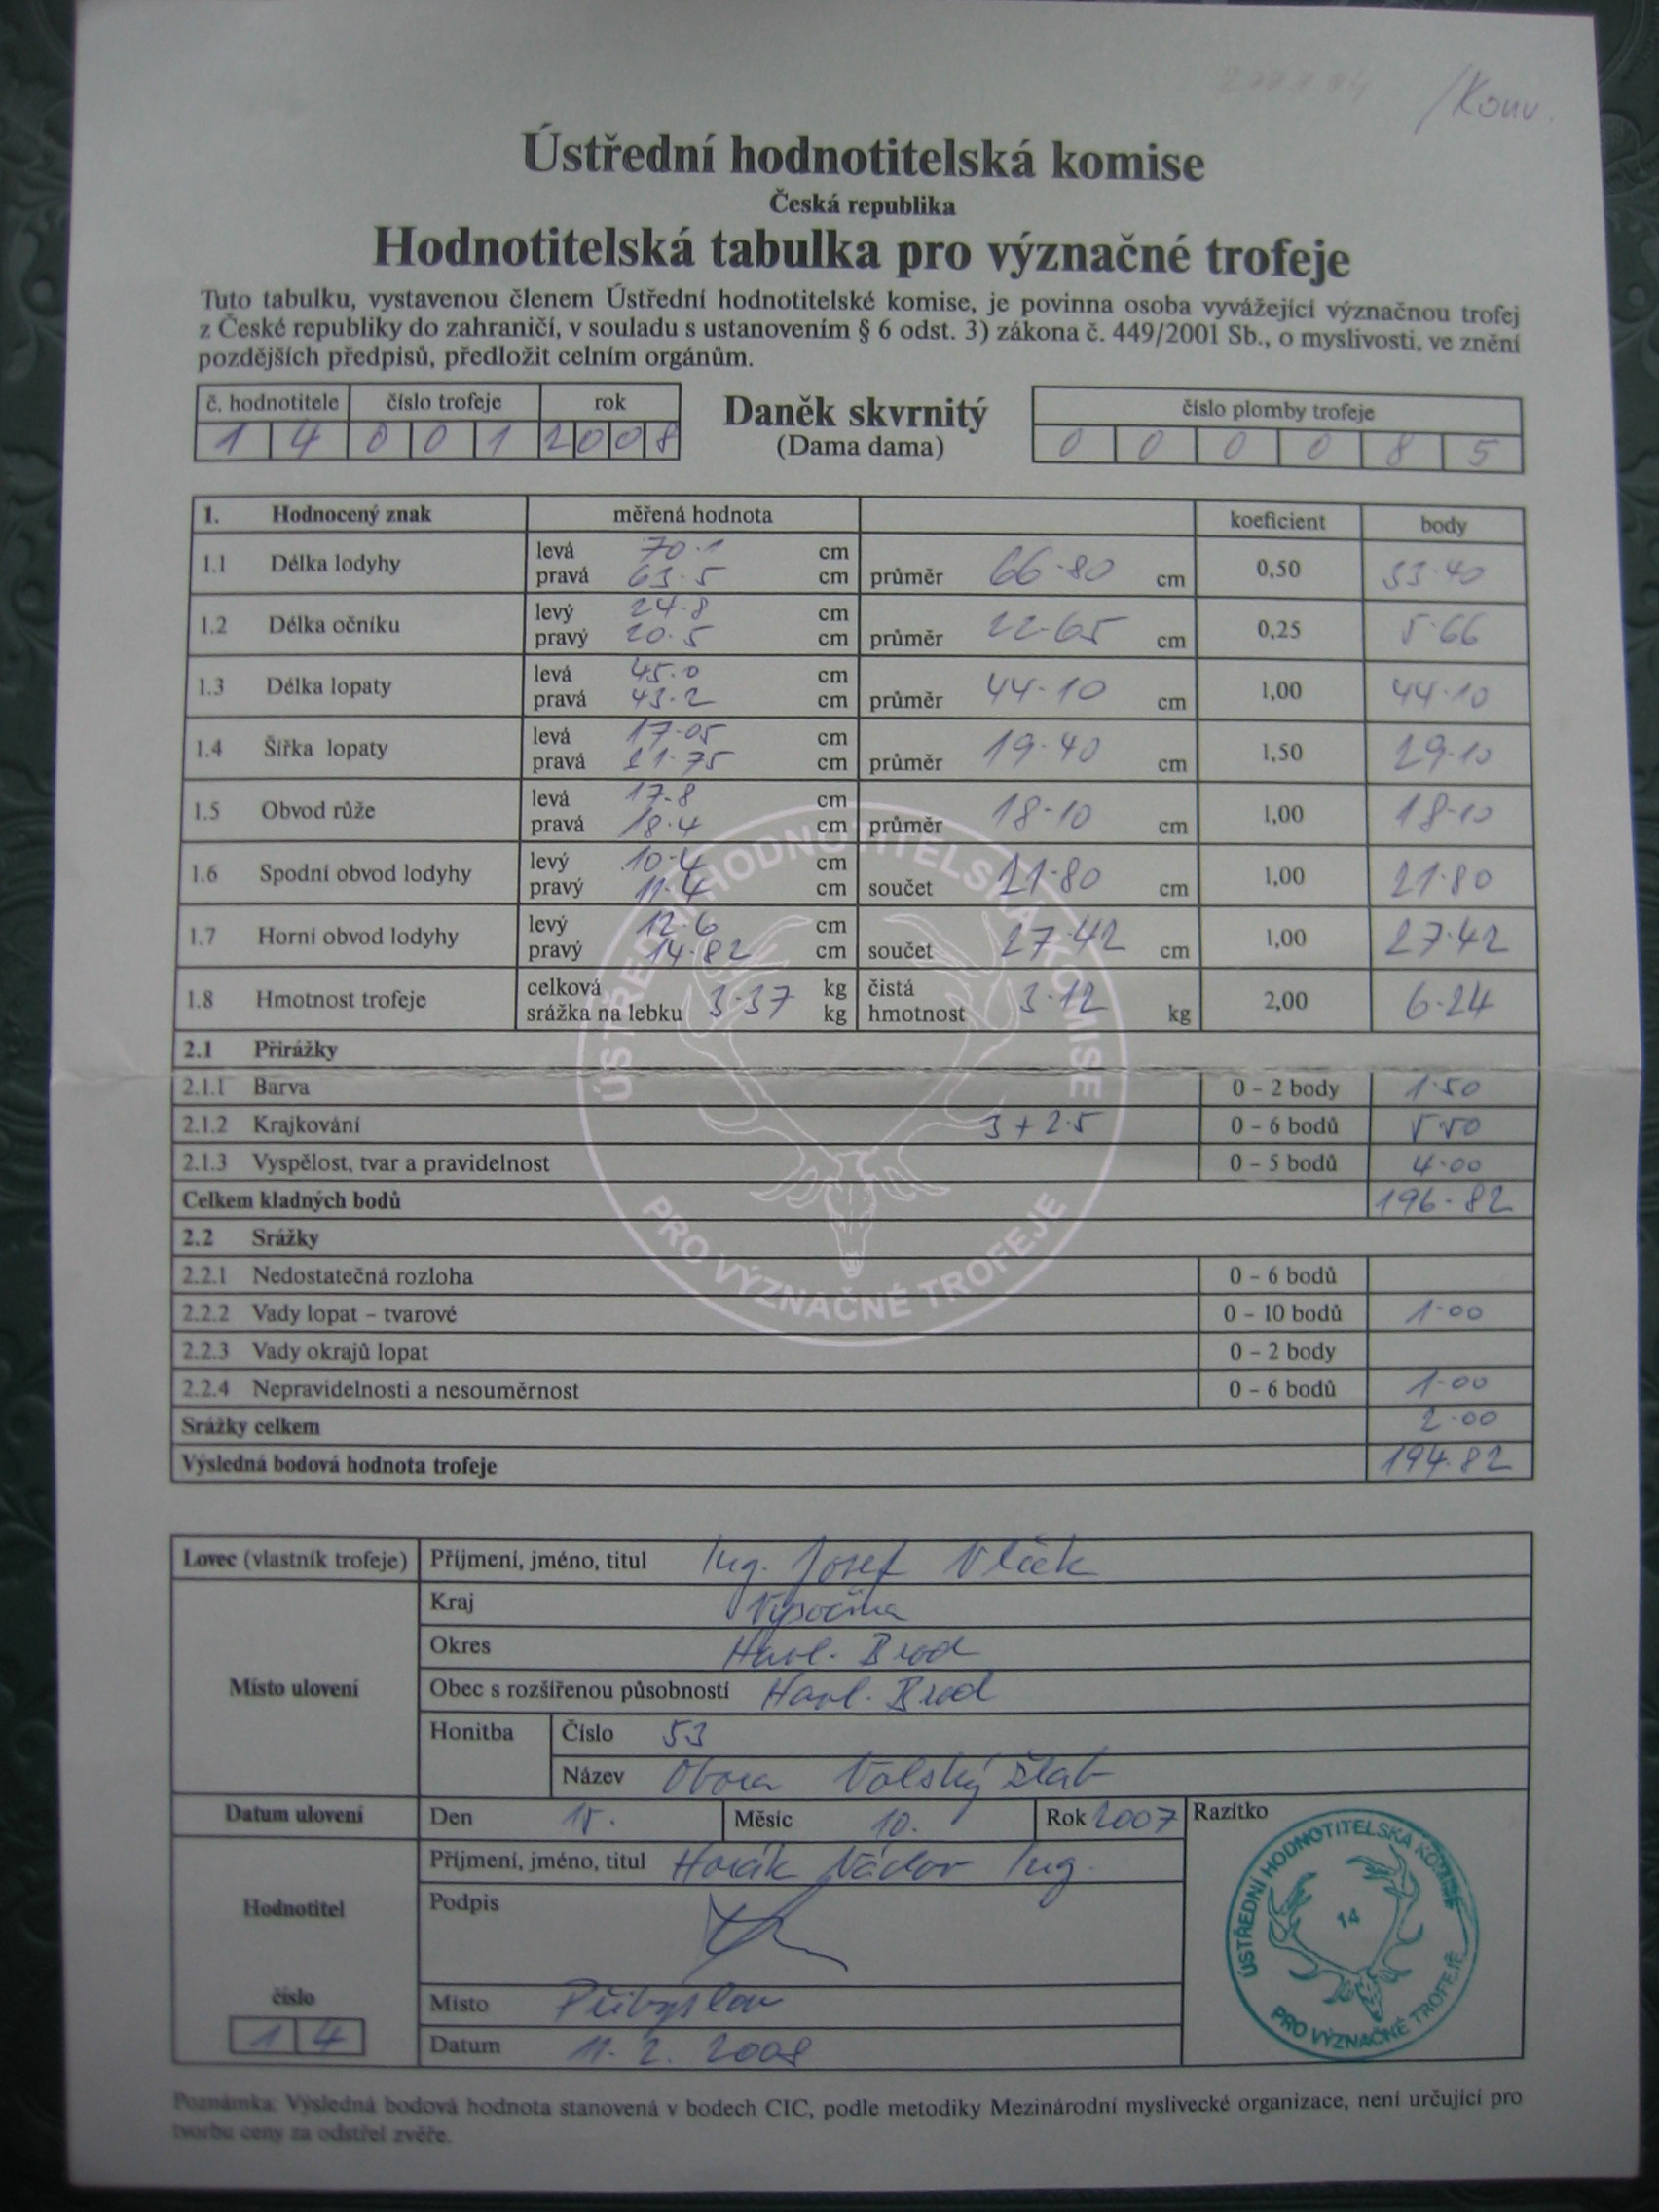 /Konv.
Ústřední hodnotitelská komise
Česká republika
Hodnotitelská tabulka pro význačné trofeje
Tuto tabulku, vystavenou členem Ústřední hodnotitelské komise, je povinna osoba vyvážející význačnou trofej
z České republiky do zahraničí, v souladu s ustanovením § 6 odst. 3) zákona č. 449/2001 Sb., o myslivosti, ve znění
pozdějších předpisů, předložit celním orgánům.
č. hodnotitele číslo trofeje rok
1 4 0 0 1 2 0 0 8
Daněk skvrnitý
(Dama dama)
číslo plomby trofeje
0 0 0 0 8 5
1. Hodnocený znak měřená hodnota koeficient body
1.1 Délka lodyhy levá 70.1 cm
pravá 63.5 cm průměr 66.80 cm 0,50 33.40
1.2 Délka očníku levý 24.8 cm
pravý 20.5 cm průměr 22.65 cm 0,25 5.66
1.3 Délka lopaty levá 45.0 cm
pravá 43.2 cm průměr 44.10 cm 1,00 44.10
1.4 Šířka lopaty levá 17.05 cm
pravá 21.75 cm průměr 19.40 cm 1,50 29.10
1.5 Obvod růže levá 17.8 cm
pravá 18.4 cm průměr 18.10 cm 1,00 18.10
1.6 Spodní obvod lodyhy levý 10.4 cm
pravý 11.4 cm součet 21.80 cm 1,00 21.80
1.7 Horní obvod lodyhy levý 12.6 cm
pravý 14.82 cm součet 27.42 cm 1,00 27.42
1.8 Hmotnost trofeje celková kg čistá
srážka na lebku 3.37 kg hmotnost 3.12 kg 2,00 6.24
2.1 Přirážky
2.1.1 Barva 0 – 2 body 1.50
2.1.2 Krajkování 3 + 2.5 0 – 6 bodů 5.50
2.1.3 Vyspělost, tvar a pravidelnost 0 – 5 bodů 4.00
Celkem kladných bodů 196.82
2.2 Srážky
2.2.1 Nedostatečná rozloha 0 – 6 bodů
2.2.2 Vady lopat – tvarové 0 – 10 bodů 1.00
2.2.3 Vady okrajů lopat 0 – 2 body
2.2.4 Nepravidelnosti a nesouměrnost 0 – 6 bodů 1.00
Srážky celkem 2.00
Výsledná bodová hodnota trofeje 194.82
ÚSTŘEDNÍ HODNOTITELSKÁ KOMISE
PRO VÝZNAČNÉ TROFEJE
Lovec (vlastník trofeje) Příjmení, jméno, titul Ing. Josef Vlček
Místo ulovení
Kraj Vysočina
Okres Havl. Brod
Obec s rozšířenou působností Havl. Brod
Honitba Číslo 53
Název Obora Volský žlab
Datum ulovení Den 15. Měsíc 10. Rok 2007 Razítko
Hodnotitel
Příjmení, jméno, titul Horák Václav Ing.
Podpis
číslo
1 4
Místo Přibyslav
Datum 11. 2. 2008
ÚSTŘEDNÍ HODNOTITELSKÁ KOMISE
14
PRO VÝZNAČNÉ TROFEJE
Poznámka: Výsledná bodová hodnota stanovená v bodech CIC, podle metodiky Mezinárodní myslivecké organizace, není určující pro
tvorbu ceny za odstřel zvěře.